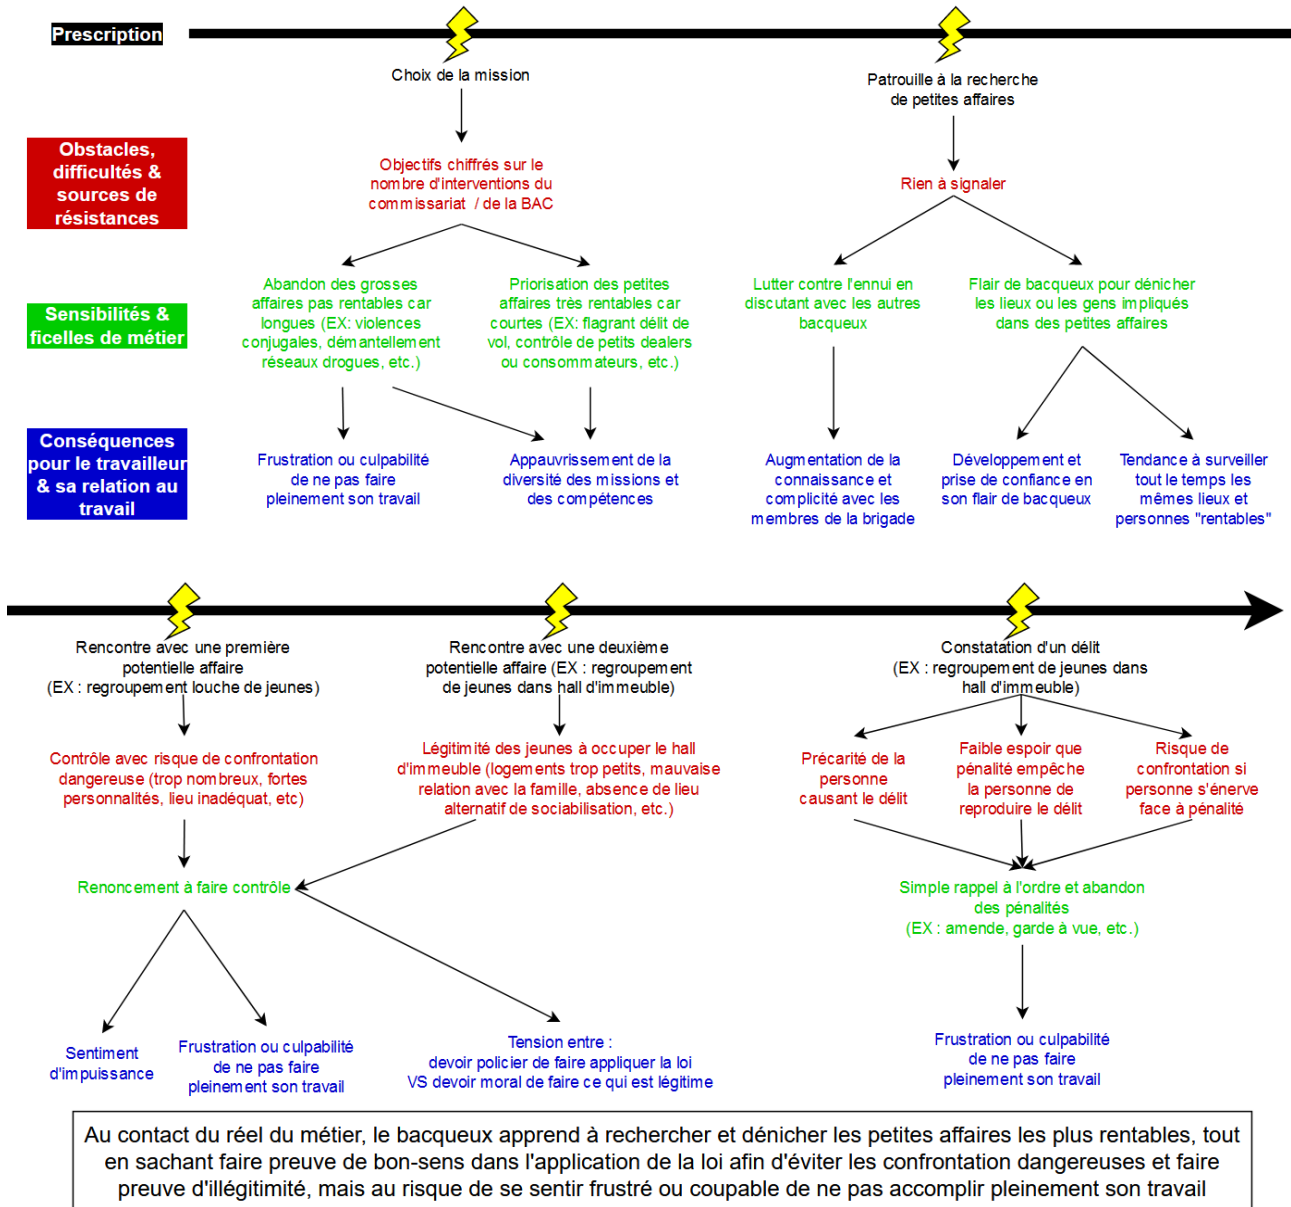 Prescription
Choix de la mission
Patrouille à la recherche
de petites affaires
Obstacles,
difficultés &
sources de
résistances
Objectifs chiffrés sur le
nombre d'interventions du
commissariat / de la BAC
Rien à signaler
Sensibilités &
ficelles de métier
Abandon des grosses
affaires pas rentables car
longues (EX: violences
conjugales, démantellement
réseaux drogues, etc.)
Priorisation des petites
affaires très rentables car
courtes (EX: flagrant délit de
vol, contrôle de petits dealers
ou consommateurs, etc.)
Lutter contre l'ennui en
discutant avec les autres
bacqueux
Flair de bacqueux pour dénicher
les lieux ou les gens impliqués
dans des petites affaires
Conséquences
pour le travailleur
& sa relation au
travail
Frustration ou culpabilité
de ne pas faire
pleinement son travail
Appauvrissement de la
diversité des missions et
des compétences
Augmentation de la
connaissance et
complicité avec les
membres de la brigade
Développement et
prise de confiance en
son flair de bacqueux
Tendance à surveiller
tout le temps les
mêmes lieux et
personnes "rentables"
Rencontre avec une première
potentielle affaire
(EX : regroupement louche de jeunes)
Rencontre avec une deuxième
potentielle affaire (EX : regroupement
de jeunes dans hall d'immeuble)
Constatation d'un délit
(EX : regroupement de jeunes dans
hall d'immeuble)
Contrôle avec risque de confrontation
dangereuse (trop nombreux, fortes
personnalités, lieu inadéquat, etc)
Légitimité des jeunes à occuper le hall
d'immeuble (logements trop petits, mauvaise
relation avec la famille, absence de lieu
alternatif de sociabilisation, etc.)
Précarité de la
personne
causant le délit
Faible espoir que
pénalité empêche
la personne de
reproduire le délit
Risque de
confrontation si
personne s'énerve
face à pénalité
Renoncement à faire contrôle
Simple rappel à l'ordre et abandon
des pénalités
(EX : amende, garde à vue, etc.)
Sentiment
d'impuissance
Frustration ou culpabilité
de ne pas faire
pleinement son travail
Tension entre :
devoir policier de faire appliquer la loi
VS devoir moral de faire ce qui est légitime
Frustration ou culpabilité
de ne pas faire
pleinement son travail
Au contact du réel du métier, le bacqueux apprend à rechercher et dénicher les petites affaires les plus rentables, tout
en sachant faire preuve de bon-sens dans l'application de la loi afin d'éviter les confrontation dangereuses et faire
preuve d'illégitimité, mais au risque de se sentir frustré ou coupable de ne pas accomplir pleinement son travail